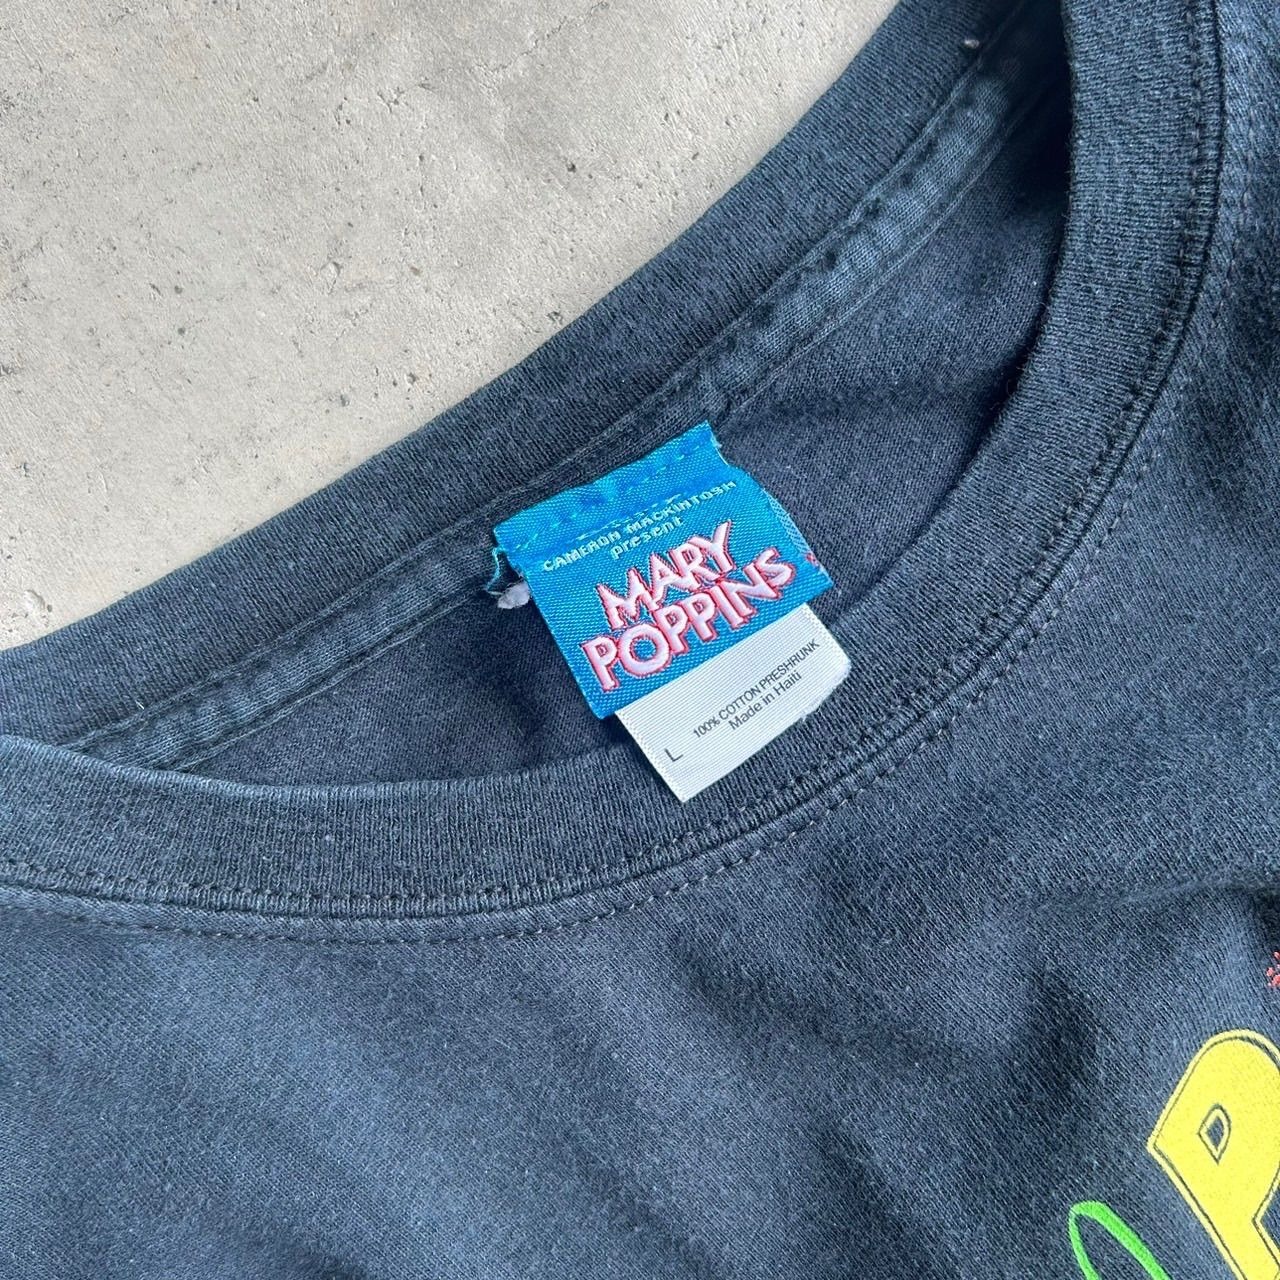 CAMERON MACKINTOSH
present
MARY
POPPINS
100% COTTON PRESHRUNK
Made in Haiti
L
P